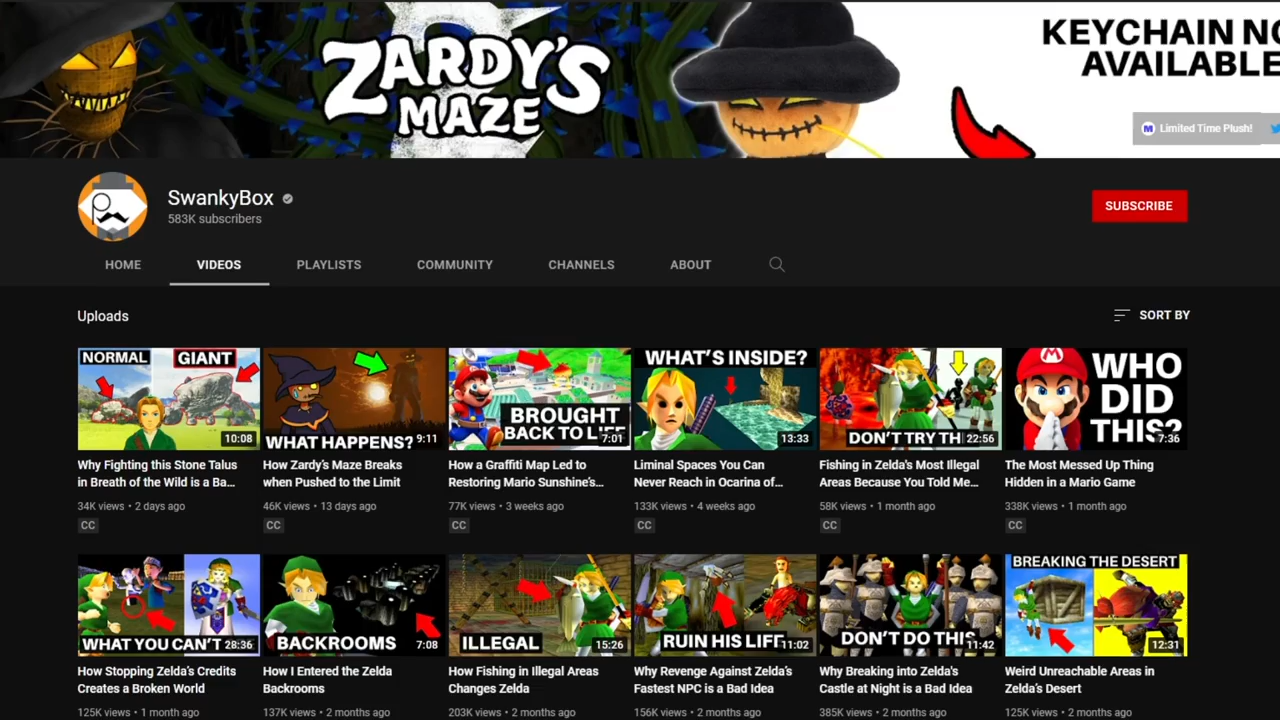 ZARDY'S
MAZE
KEYCHAIN NO
AVAILABLE
Limited Time Plush!
SwankyBox
583K subscribers
SUBSCRIBE
HOME
VIDEOS
PLAYLISTS
COMMUNITY
CHANNELS
ABOUT
Uploads
SORT BY
NORMAL
GIANT
10:08
WHAT HAPPENS?
9:11
BROUGHT
BACK TO LIFE
7:01
WHAT'S INSIDE?
13:33
DON'T TRY TH
22:56
WHO
DID
THIS?
7:36
Why Fighting this Stone Talus
in Breath of the Wild is a Ba...
34K views • 2 days ago
CC
How Zardy's Maze Breaks
when Pushed to the Limit
46K views • 13 days ago
CC
How a Graffiti Map Led to
Restoring Mario Sunshine's...
77K views • 3 weeks ago
CC
Liminal Spaces You Can
Never Reach in Ocarina of...
133K views • 4 weeks ago
CC
Fishing in Zelda's Most Illegal
Areas Because You Told Me...
58K views • 1 month ago
CC
The Most Messed Up Thing
Hidden in a Mario Game
338K views • 1 month ago
CC
WHAT YOU CAN'T
28:36
BACKROOMS
7:08
ILLEGAL
15:26
RUIN HIS LIFE
11:02
DON'T DO THIS
11:42
BREAKING THE DESERT
12:31
How Stopping Zelda's Credits
Creates a Broken World
125K views • 1 month ago
How I Entered the Zelda
Backrooms
137K views • 2 months ago
How Fishing in Illegal Areas
Changes Zelda
203K views • 2 months ago
Why Revenge Against Zelda's
Fastest NPC is a Bad Idea
156K views • 2 months ago
Why Breaking into Zelda's
Castle at Night is a Bad Idea
385K views • 2 months ago
Weird Unreachable Areas in
Zelda's Desert
125K views • 2 months ago